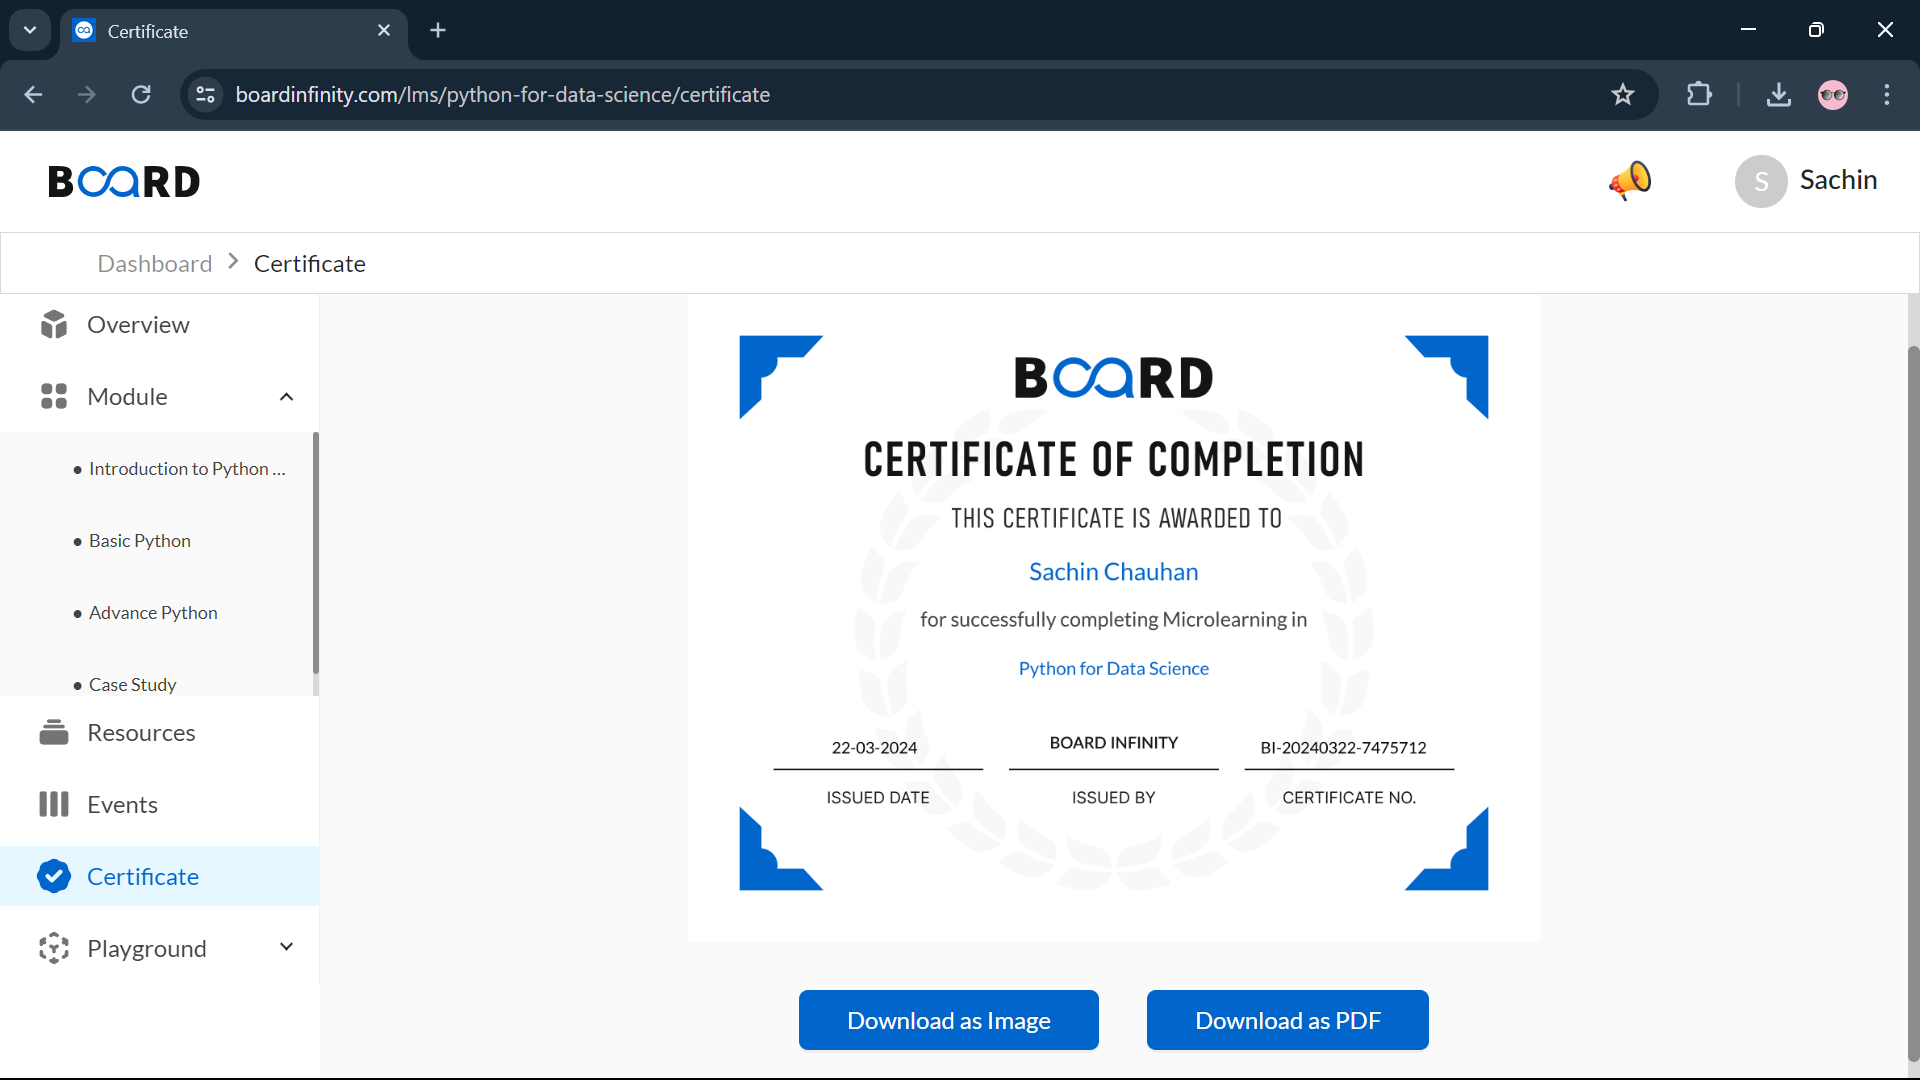 Certificate
boardinfinity.com/lms/python-for-data-science/certificate
BOARD
S
Sachin
Dashboard > Certificate
Overview
Module
• Introduction to Python ...
• Basic Python
• Advance Python
• Case Study
Resources
Events
Certificate
Playground
BOARD
CERTIFICATE OF COMPLETION
THIS CERTIFICATE IS AWARDED TO
Sachin Chauhan
for successfully completing Microlearning in
Python for Data Science
22-03-2024
ISSUED DATE
BOARD INFINITY
ISSUED BY
BI-20240322-7475712
CERTIFICATE NO.
Download as Image
Download as PDF